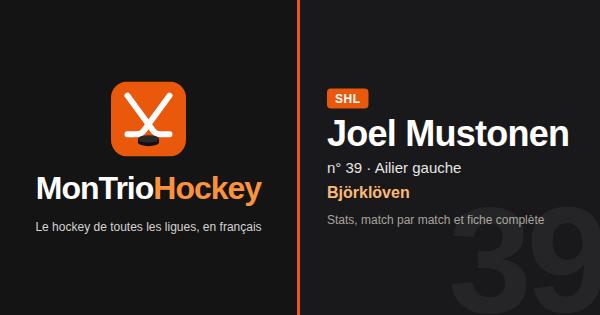 MonTrioHockey
Le hockey de toutes les ligues, en français
SHL
Joel Mustonen
n° 39 · Ailier gauche
Björklöven
Stats, match par match et fiche complète
39